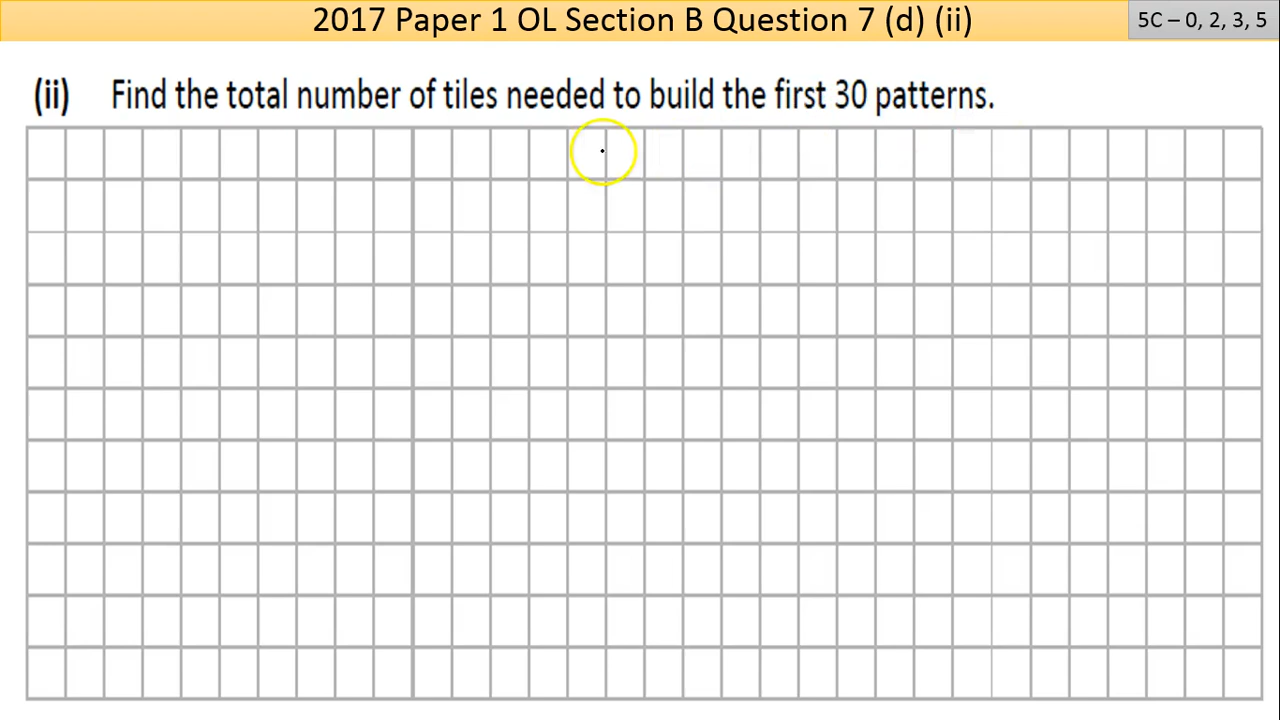 2017 Paper 1 OL Section B Question 7 (d) (ii)
5C – 0, 2, 3, 5
(ii) Find the total number of tiles needed to build the first 30 patterns.